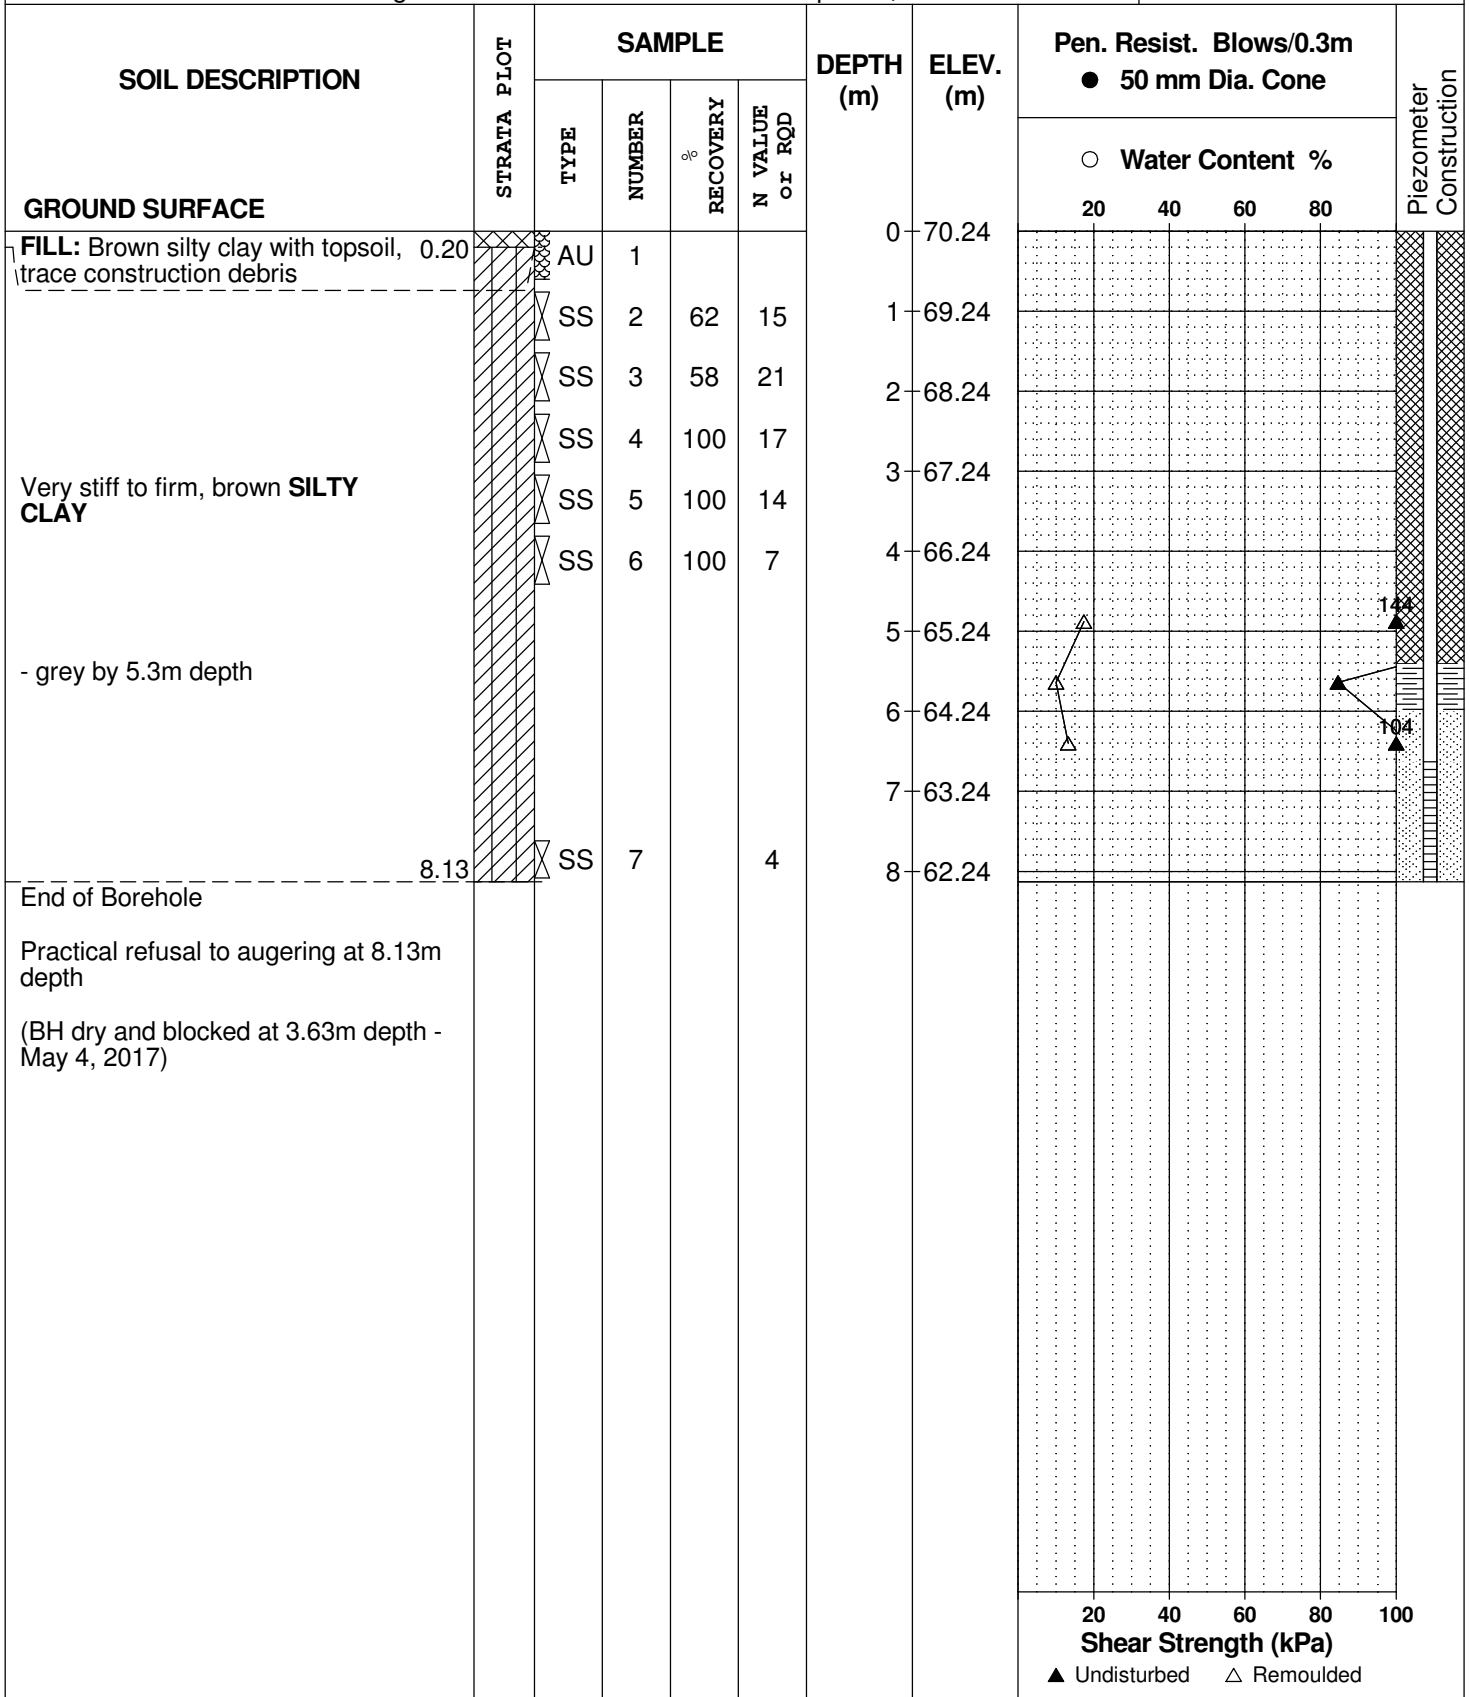 SOIL DESCRIPTION
STRATA PLOT
SAMPLE
TYPE
NUMBER
% RECOVERY
N VALUE or RQD
DEPTH (m)
ELEV. (m)
Pen. Resist. Blows/0.3m
● 50 mm Dia. Cone
○ Water Content %
20 40 60 80
Piezometer Construction
GROUND SURFACE
0 70.24
FILL: Brown silty clay with topsoil, 0.20
trace construction debris
AU 1
SS 2 62 15
1 69.24
SS 3 58 21
2 68.24
SS 4 100 17
3 67.24
Very stiff to firm, brown SILTY
CLAY
SS 5 100 14
SS 6 100 7
4 66.24
144
5 65.24
- grey by 5.3m depth
6 64.24
104
7 63.24
SS 7 4
8.13
8 62.24
End of Borehole
Practical refusal to augering at 8.13m
depth
(BH dry and blocked at 3.63m depth -
May 4, 2017)
20 40 60 80 100
Shear Strength (kPa)
▲ Undisturbed △ Remoulded